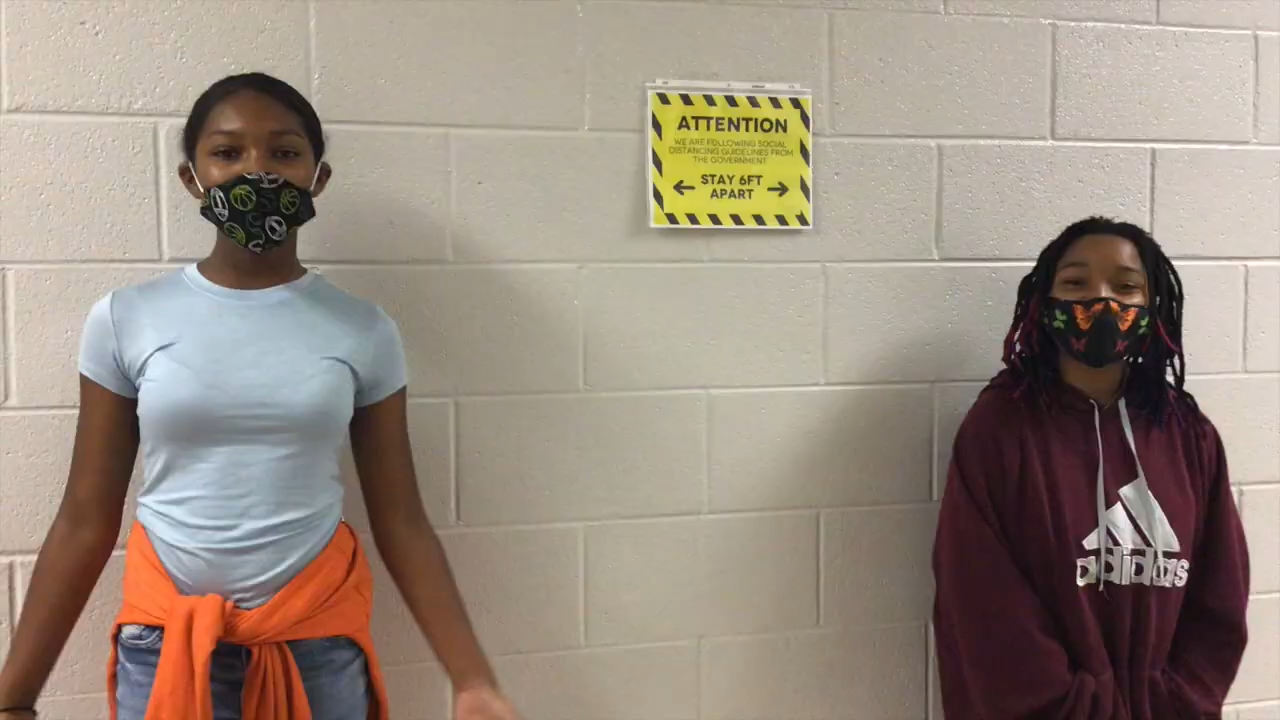 ATTENTION
WE ARE FOLLOWING SOCIAL
DISTANCING GUIDELINES FROM
THE GOVERNMENT
STAY 6FT
APART
adidas